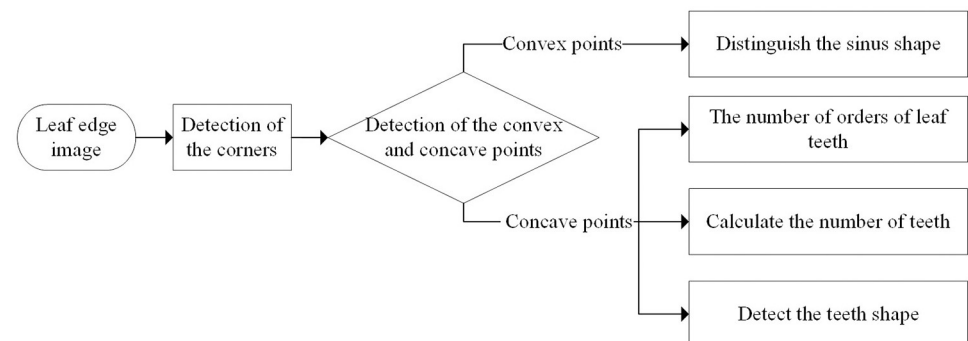 Convex points
Distinguish the sinus shape
Leaf edge
image
Detection of
the corners
Detection of the convex
and concave points
The number of orders of leaf
teeth
Concave points
Calculate the number of teeth
Detect the teeth shape